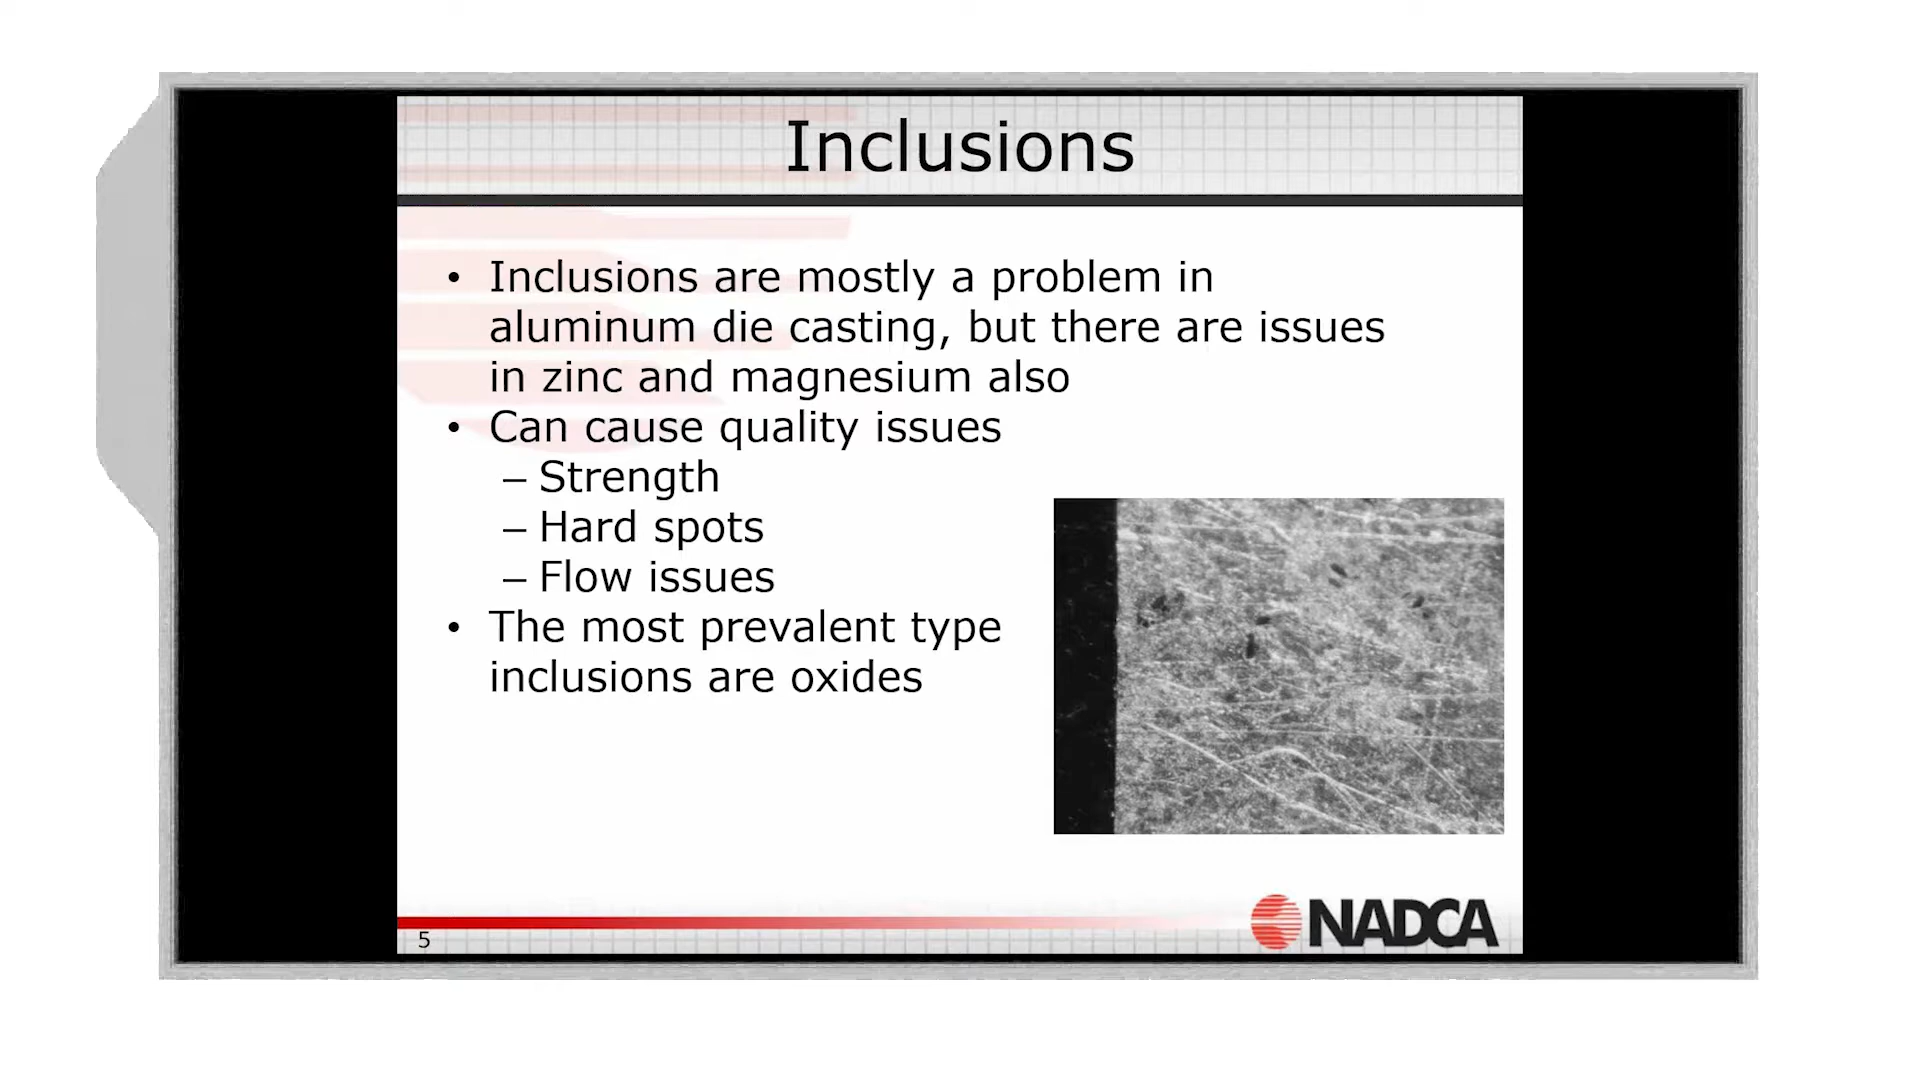 Inclusions
• Inclusions are mostly a problem in
aluminum die casting, but there are issues
in zinc and magnesium also
• Can cause quality issues
– Strength
– Hard spots
– Flow issues
• The most prevalent type
inclusions are oxides
5
NADCA